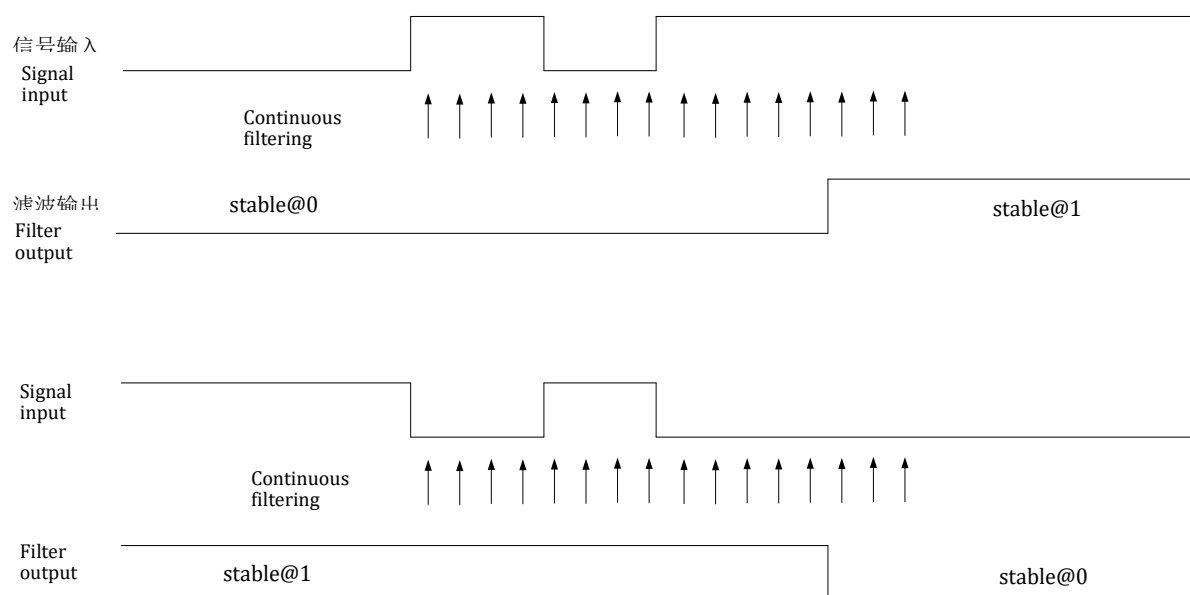 信号输入
Signal
input
Continuous
filtering
滤波输出
stable@0
stable@1
Filter
output
Signal
input
Continuous
filtering
Filter
output
stable@1
stable@0